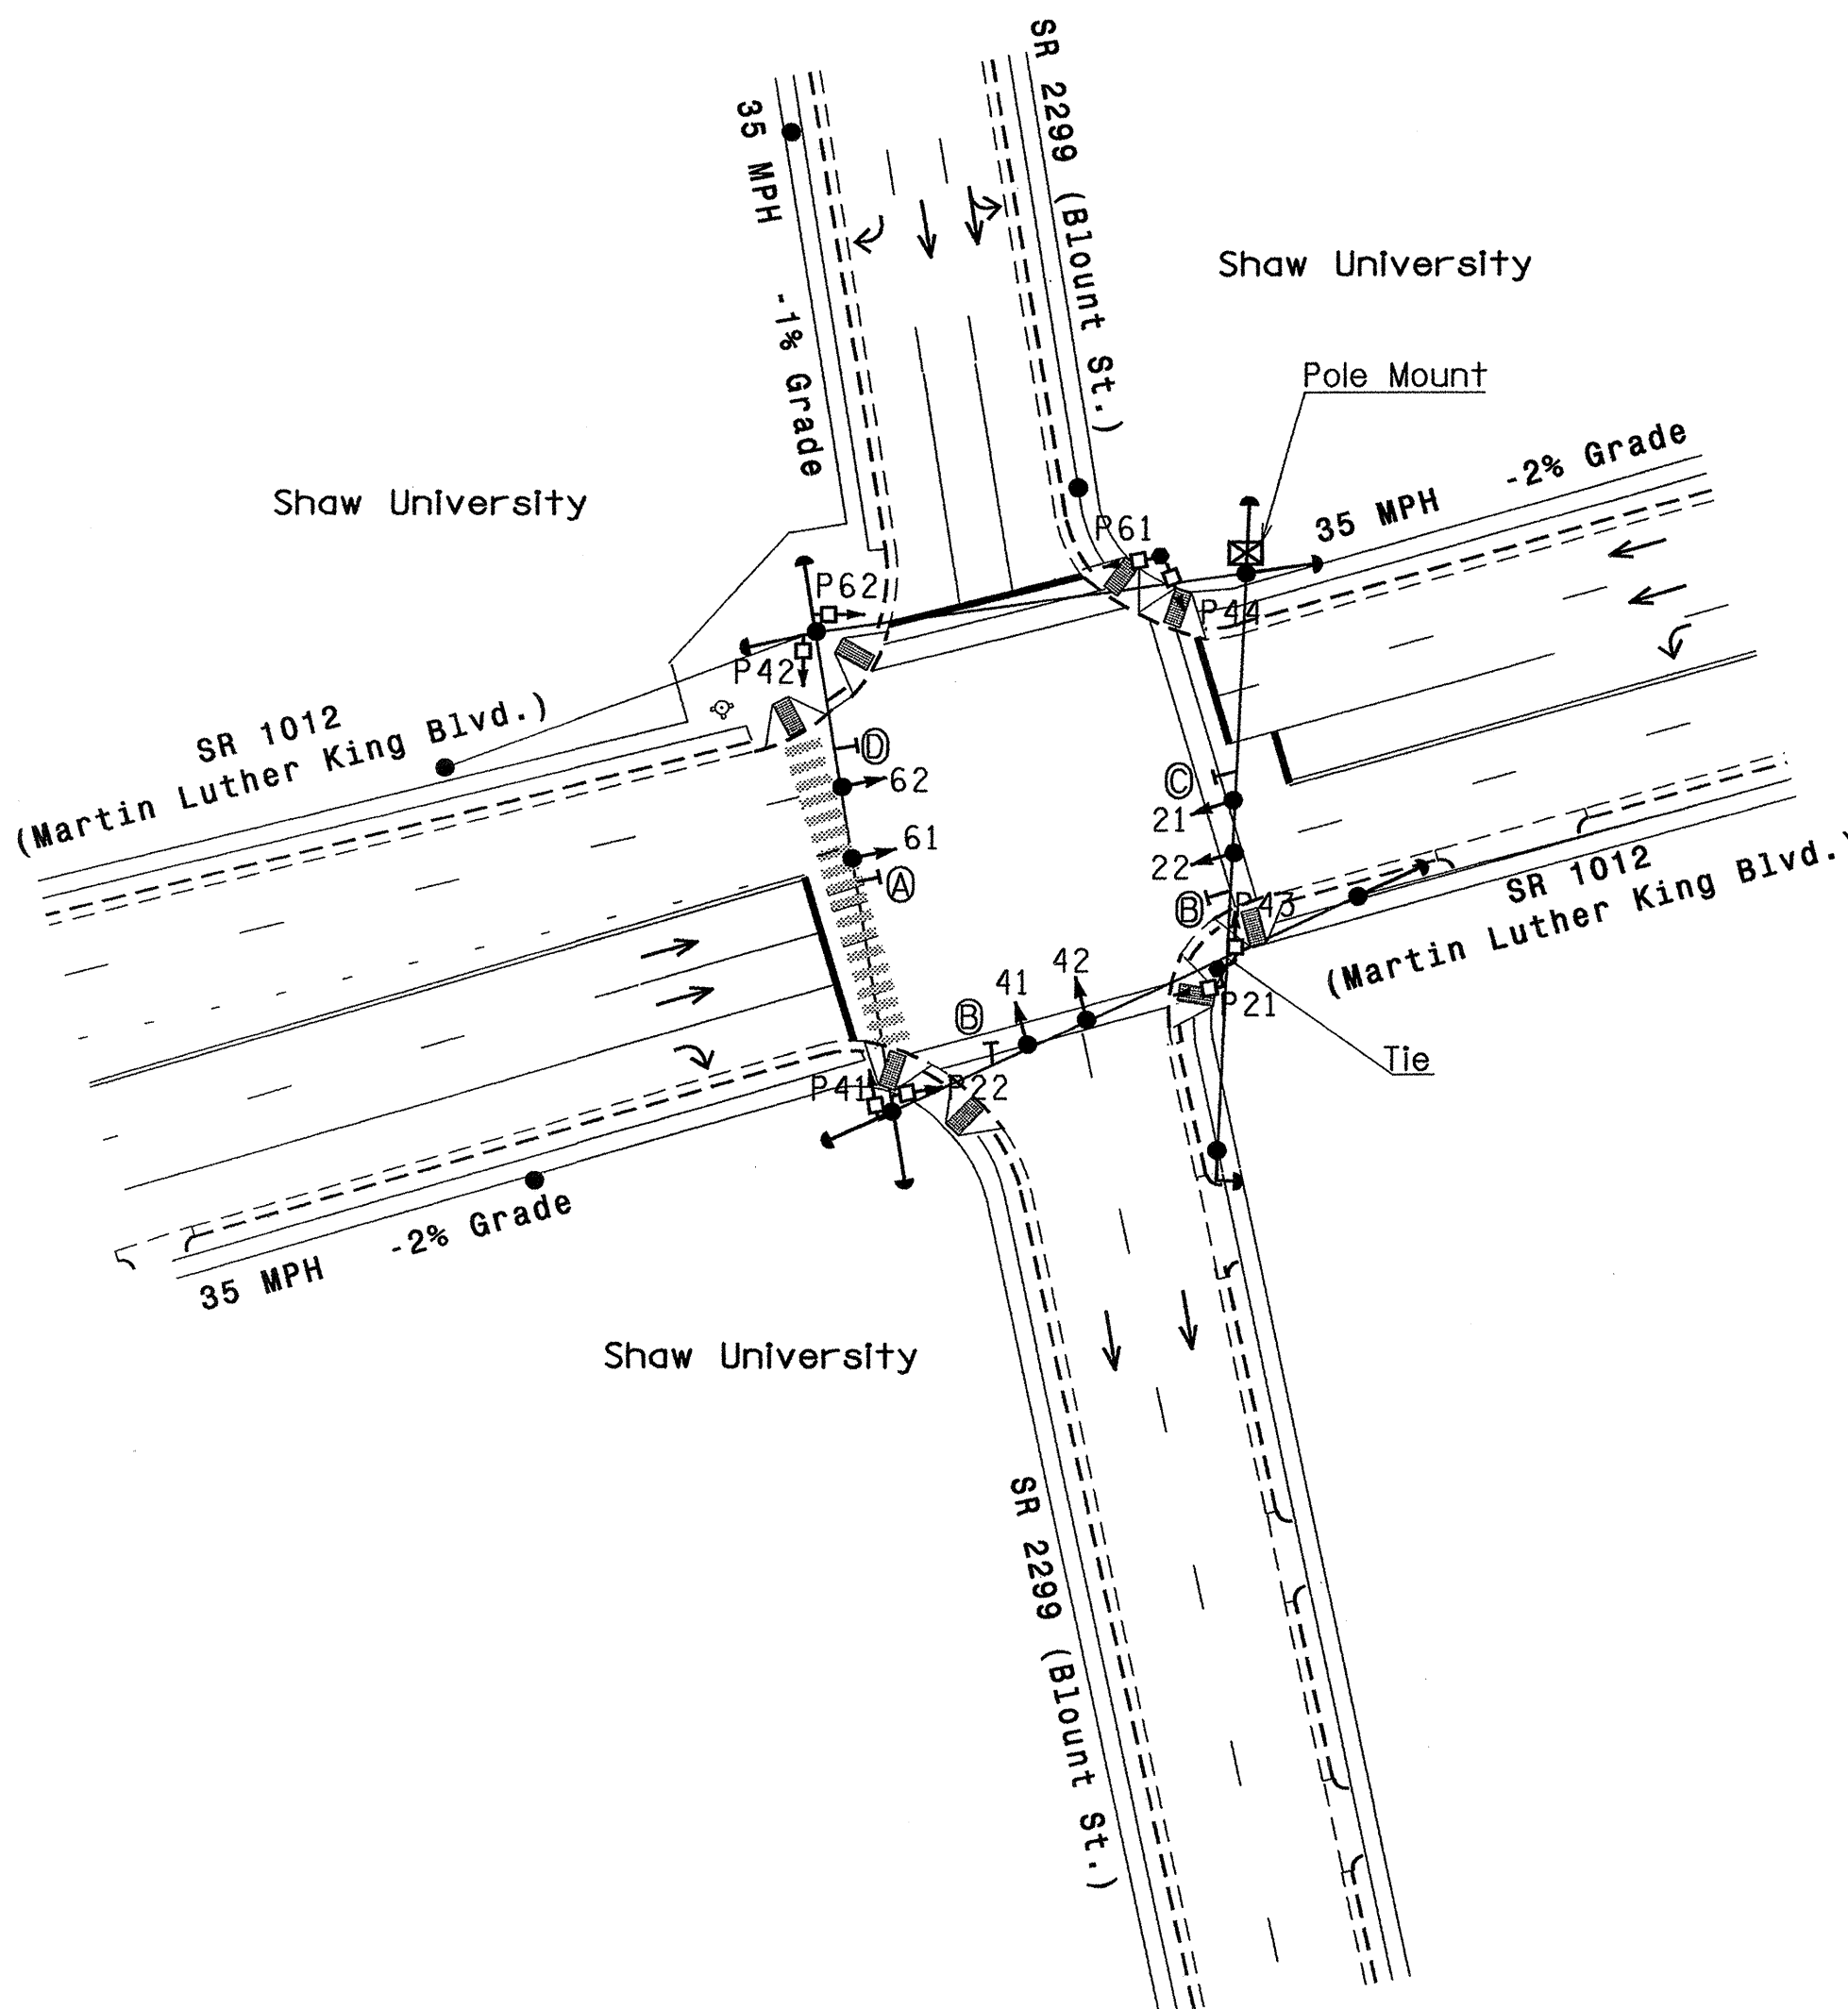 SR 2299 (Blount St.)
35 MPH -1% Grade
Shaw University
Pole Mount
-2% Grade
35 MPH
Shaw University
P61
P62
P44
P42
SR 1012
(Martin Luther King Blvd.)
D
62
C
21
61
22
A
B
P43
SR 1012
(Martin Luther King Blvd.)
42
41
B
P21
Tie
P41
P22
35 MPH -2% Grade
Shaw University
SR 2299 (Blount St.)